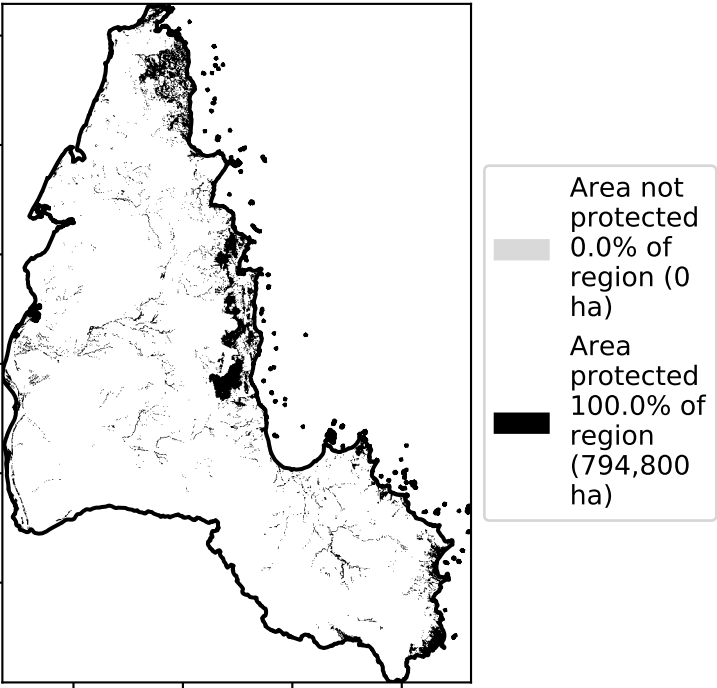 Area not
protected
0.0% of
region (0
ha)
Area
protected
100.0% of
region
(794,800
ha)